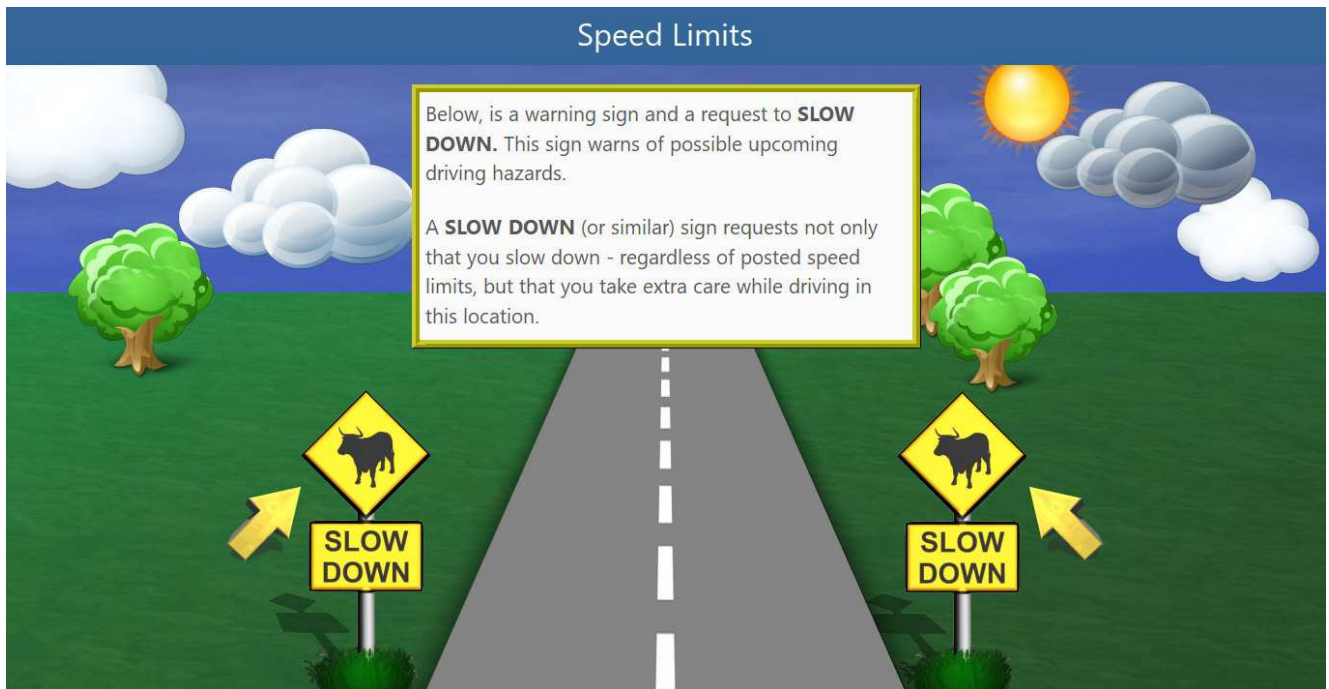 Speed Limits
Below, is a warning sign and a request to SLOW
DOWN. This sign warns of possible upcoming
driving hazards.
A SLOW DOWN (or similar) sign requests not only
that you slow down - regardless of posted speed
limits, but that you take extra care while driving in
this location.
SLOW
DOWN
SLOW
DOWN